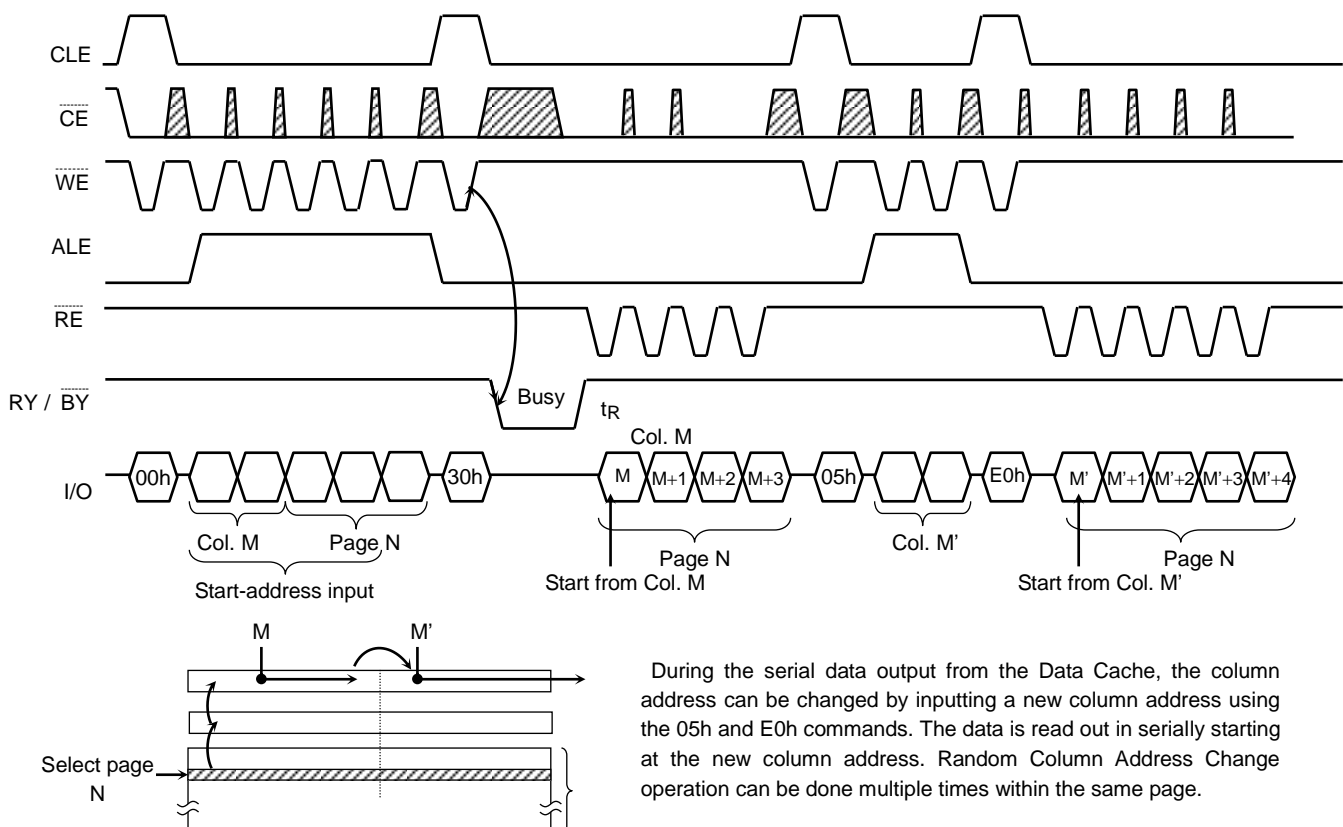 CLE
CE
WE
ALE
RE
RY / BY
Busy
tR
Col. M
I/O
00h
30h
M
M+1
M+2
M+3
05h
E0h
M'
M'+1
M'+2
M'+3
M'+4
Col. M
Page N
Start-address input
Page N
Start from Col. M
Col. M'
Page N
Start from Col. M'
M
M'
Select page
N
During the serial data output from the Data Cache, the column
address can be changed by inputting a new column address using
the 05h and E0h commands. The data is read out in serially starting
at the new column address. Random Column Address Change
operation can be done multiple times within the same page.